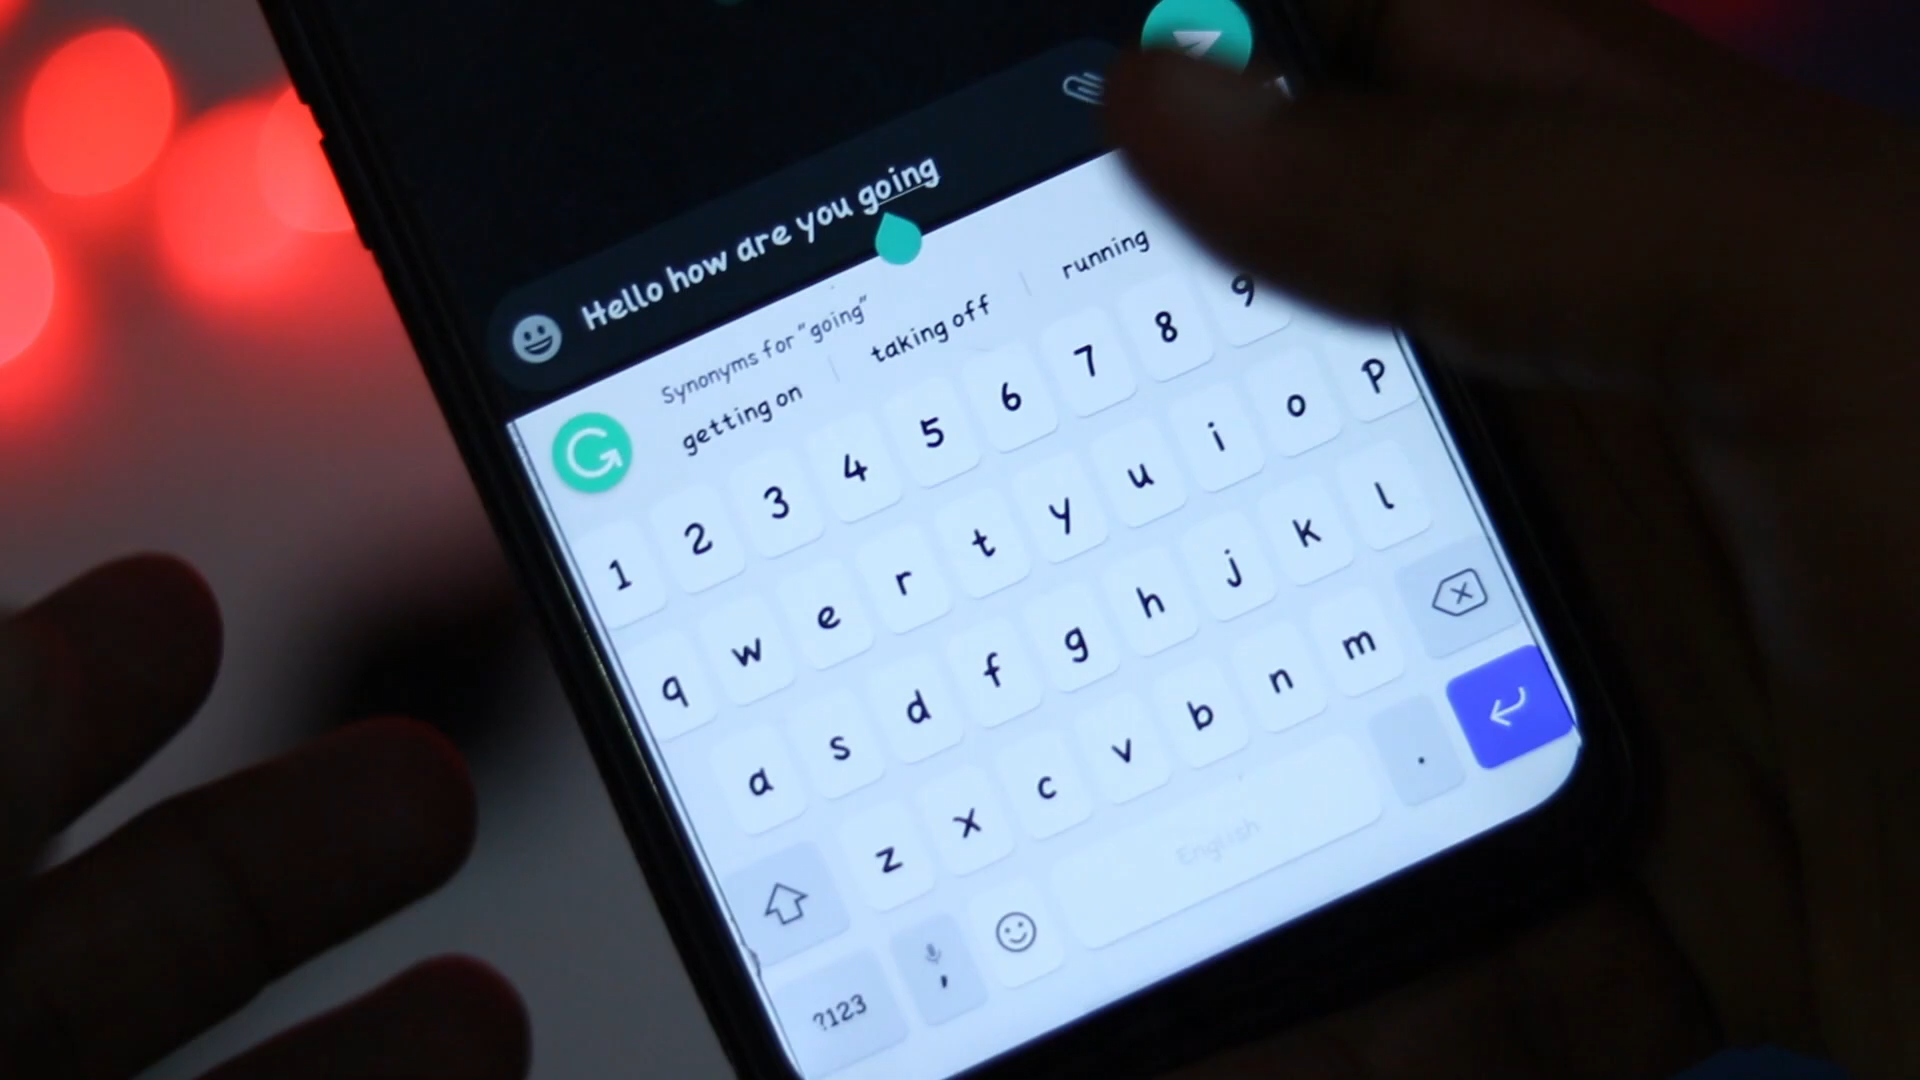 Hello how are you going
Synonyms for "going"
getting on
taking off
running
1 2 3 4 5 6 7 8 9
q w e r t y u i o p
a s d f g h j k l
z x c v b n m
?123 , English .